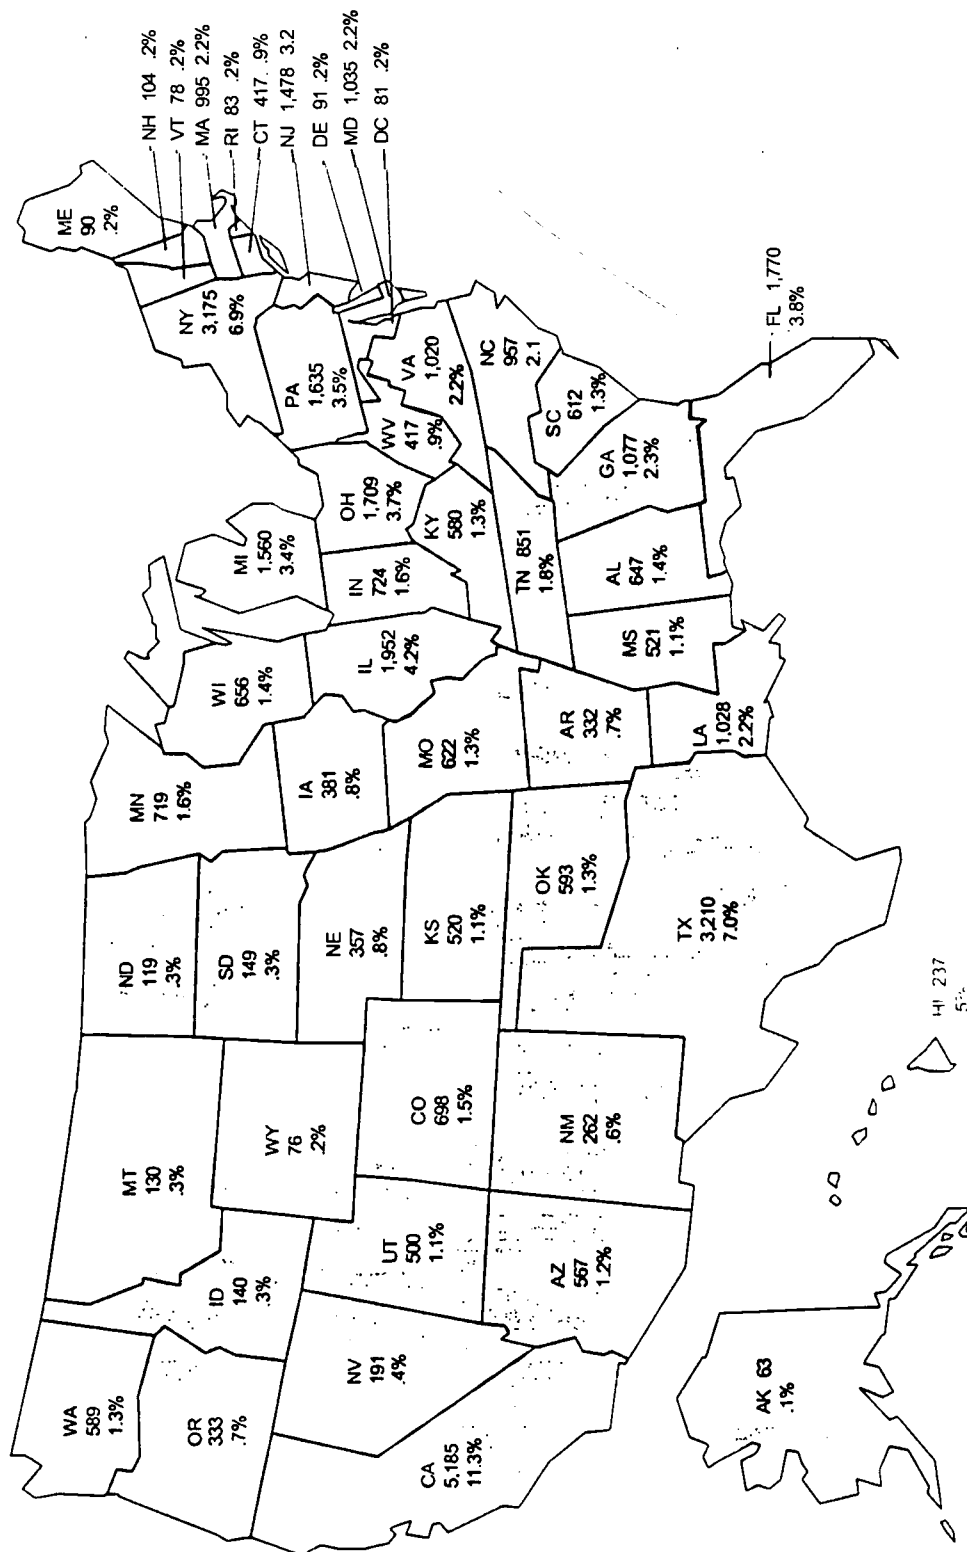 WA
589
1.3%
OR
333
.7%
CA
5,185
11.3%
NV
191
.4%
ID
140
.3%
MT
130
.3%
WY
76
.2%
UT
500
1.1%
AZ
567
1.2%
CO
698
1.5%
NM
262
.6%
ND
119
.3%
SD
149
.3%
NE
357
.8%
KS
520
1.1%
OK
593
1.3%
TX
3,210
7.0%
MN
719
1.6%
IA
381
.8%
MO
622
1.3%
AR
332
.7%
LA
1,028
2.2%
WI
656
1.4%
IL
1,952
4.2%
MI
1,560
3.4%
IN
724
1.6%
OH
1,709
3.7%
KY
580
1.3%
TN 851
1.8%
MS
521
1.1%
AL
647
1.4%
GA
1,077
2.3%
FL 1,770
3.8%
SC
612
1.3%
NC
957
2.1
VA
1,020
2.2%
WV
417
.9%
PA
1,635
3.5%
NY
3,175
6.9%
ME
90
.2%
NH 104 .2%
VT 78 .2%
MA 995 2.2%
RI 83 .2%
CT 417. .9%
NJ 1,478 3.2
DE 91 .2%
MD 1,035 2.2%
DC 81 .2%
AK 63
.1%
HI 237